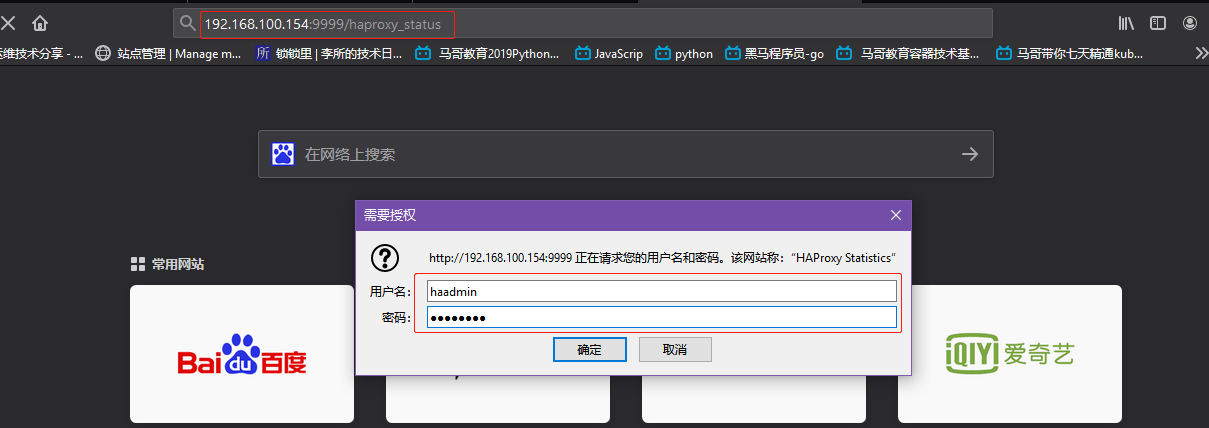 192.168.100.154:9999/haproxy_status
运维技术分享 - ... 站点管理 | Manage m... 所 锁锁里 | 李所的技术日... 马哥教育2019Python... JavaScrip python 黑马程序员-go 马哥教育容器技术基... 马哥带你七天精通kub...
在网络上搜索
需要授权
http://192.168.100.154:9999 正在请求您的用户名和密码。该网站称：“HAProxy Statistics”
用户名： haadmin
密码： ●●●●●●●●
确定 取消
常用网站
Bai du 百度
iQIYI 爱奇艺